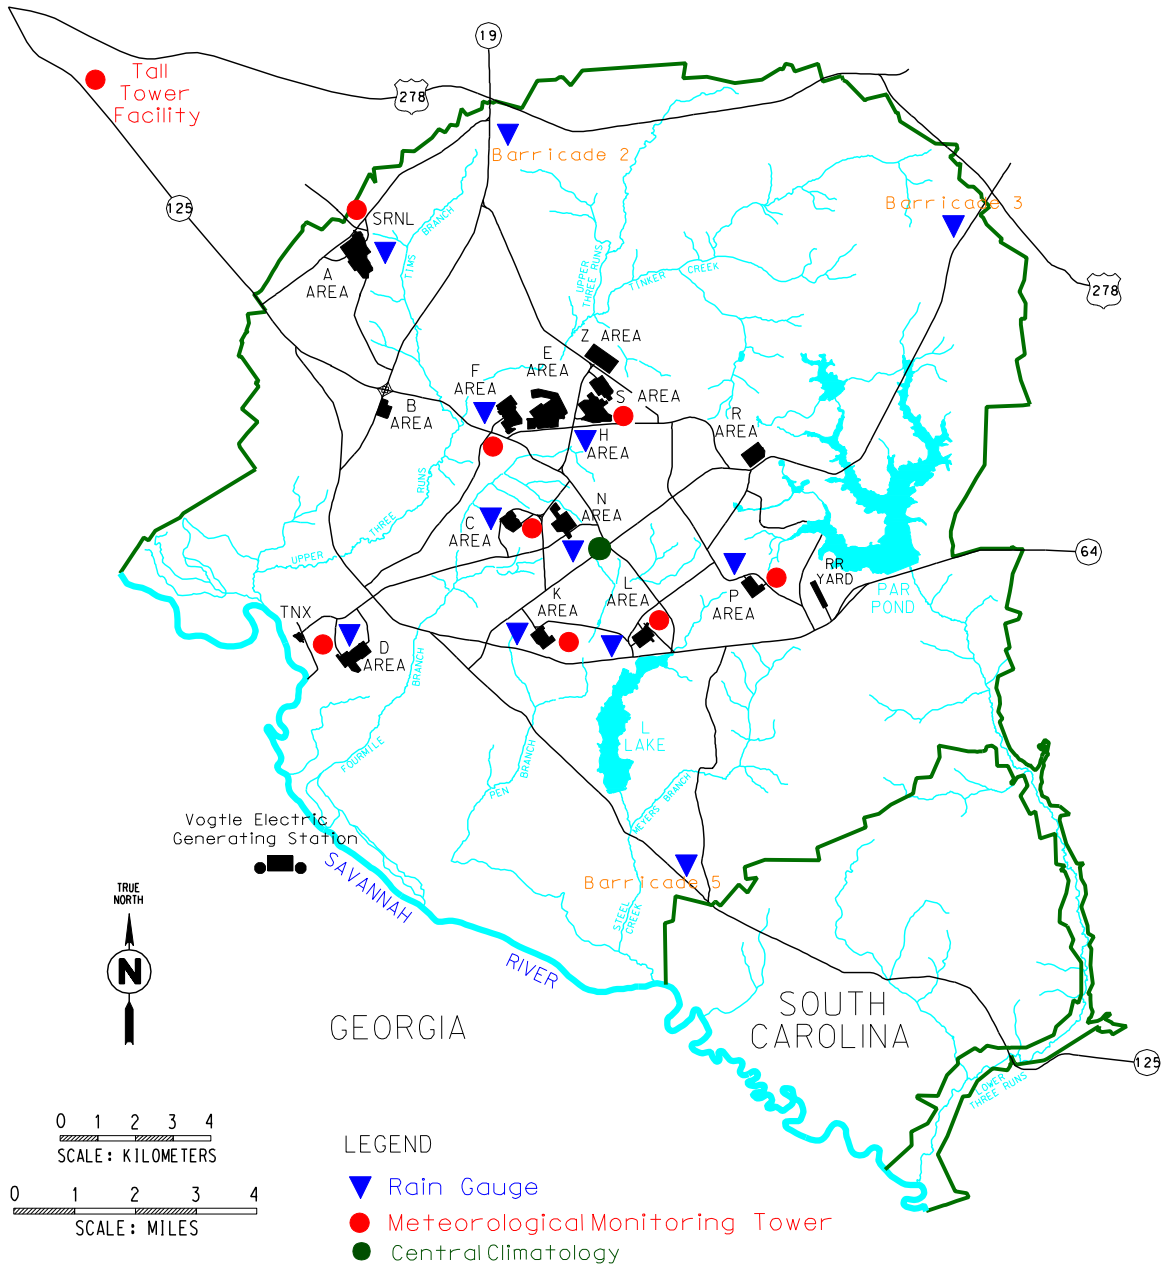 19
Tall
Tower
Facility
278
Barricade 2
125
Barricade 3
SRNL
BRANCH
TIMS
A
AREA
UPPER
THREE RUNS
TINKER
CREEK
278
Z AREA
E
AREA
F
AREA
S AREA
B
AREA
R
AREA
H
AREA
THREE
RUNS
UPPER
N
AREA
C
AREA
64
RR
YARD
L
AREA
K
AREA
P
AREA
PAR
POND
TNX
D
AREA
BRANCH
FOURMILE
L
LAKE
PEN
BRANCH
MEYERS BRANCH
Vogtle Electric
Generating Station
Barricade 5
SAVANNAH
RIVER
STEEL
CREEK
TRUE
NORTH
N
GEORGIA
SOUTH
CAROLINA
125
LOWER
THREE RUNS
0 1 2 3 4
SCALE: KILOMETERS
0 1 2 3 4
SCALE: MILES
LEGEND
Rain Gauge
Meteorological Monitoring Tower
Central Climatology